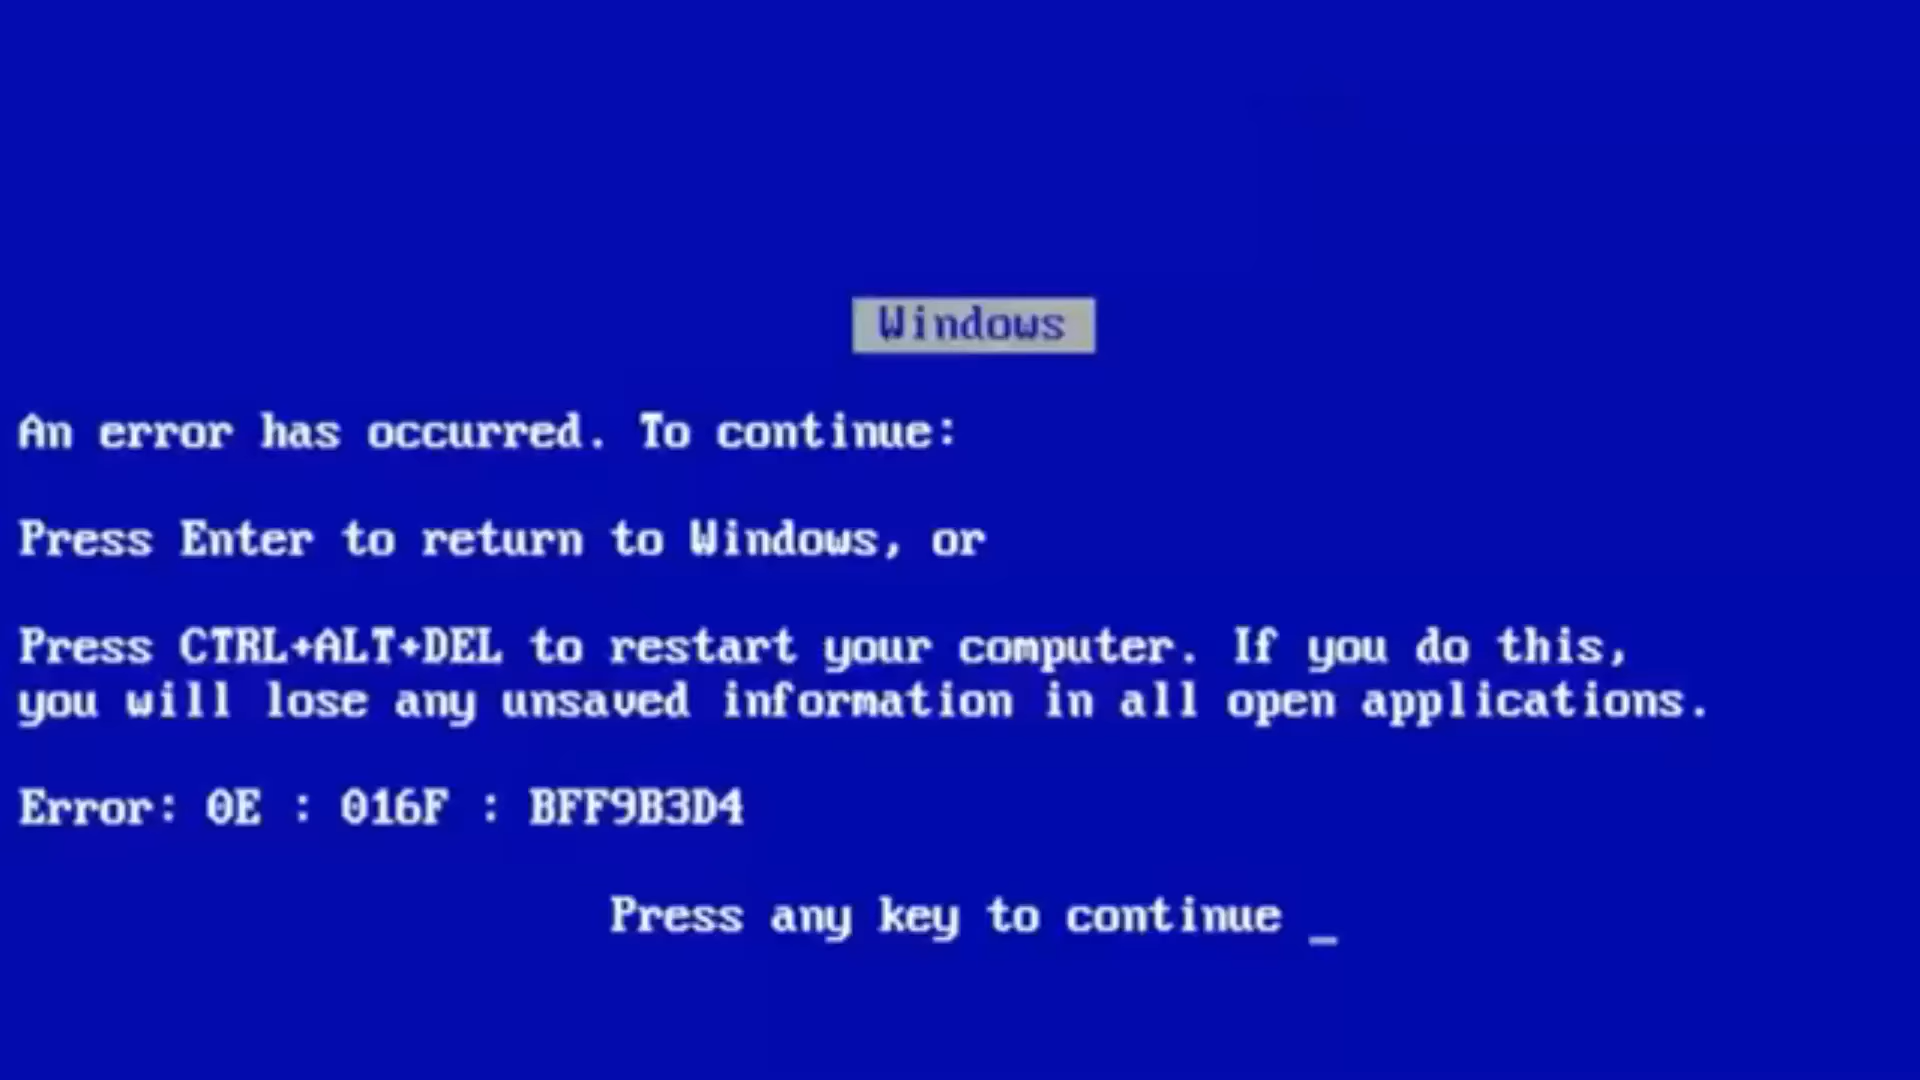 Windows
An error has occurred. To continue:
Press Enter to return to Windows, or
Press CTRL+ALT+DEL to restart your computer. If you do this,
you will lose any unsaved information in all open applications.
Error: 0E : 016F : BFF9B3D4
Press any key to continue _